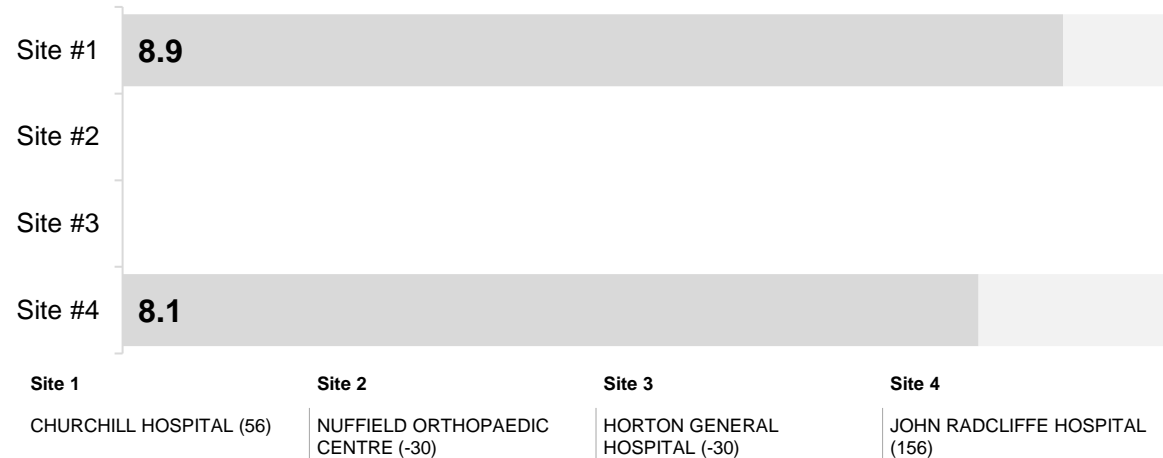 Site #1 8.9
Site #2
Site #3
Site #4 8.1
Site 1 Site 2 Site 3 Site 4
CHURCHILL HOSPITAL (56) NUFFIELD ORTHOPAEDIC HORTON GENERAL JOHN RADCLIFFE HOSPITAL
CENTRE (-30) HOSPITAL (-30) (156)